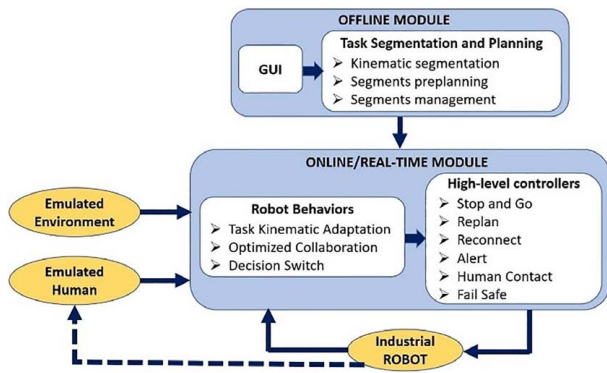 OFFLINE MODULE
GUI
Task Segmentation and Planning
➢ Kinematic segmentation
➢ Segments preplanning
➢ Segments management
ONLINE/REAL-TIME MODULE
Emulated
Environment
Emulated
Human
Robot Behaviors
➢ Task Kinematic Adaptation
➢ Optimized Collaboration
➢ Decision Switch
High-level controllers
➢ Stop and Go
➢ Replan
➢ Reconnect
➢ Alert
➢ Human Contact
➢ Fail Safe
Industrial
ROBOT